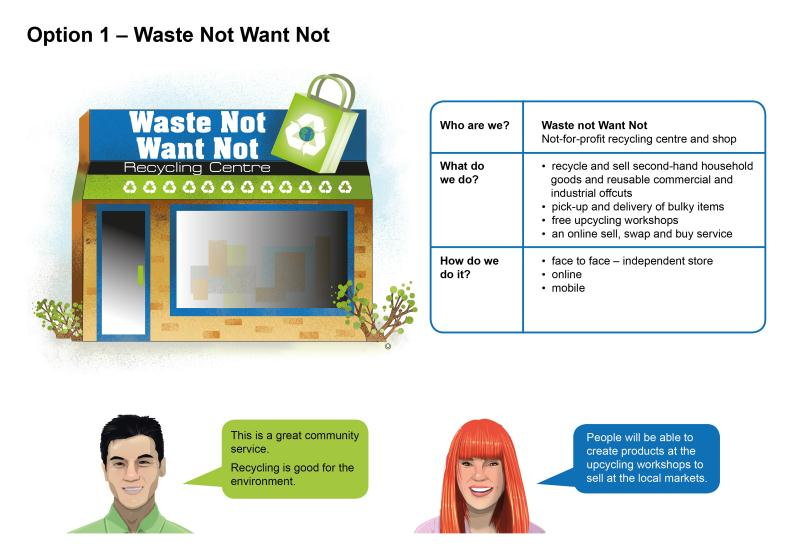 Option 1 – Waste Not Want Not
Waste Not
Want Not
Recycling Centre
Who are we?
Waste not Want Not
Not-for-profit recycling centre and shop
What do
we do?
• recycle and sell second-hand household
goods and reusable commercial and
industrial offcuts
• pick-up and delivery of bulky items
• free upcycling workshops
• an online sell, swap and buy service
How do we
do it?
• face to face – independent store
• online
• mobile
This is a great community
service.
Recycling is good for the
environment.
People will be able to
create products at the
upcycling workshops to
sell at the local markets.